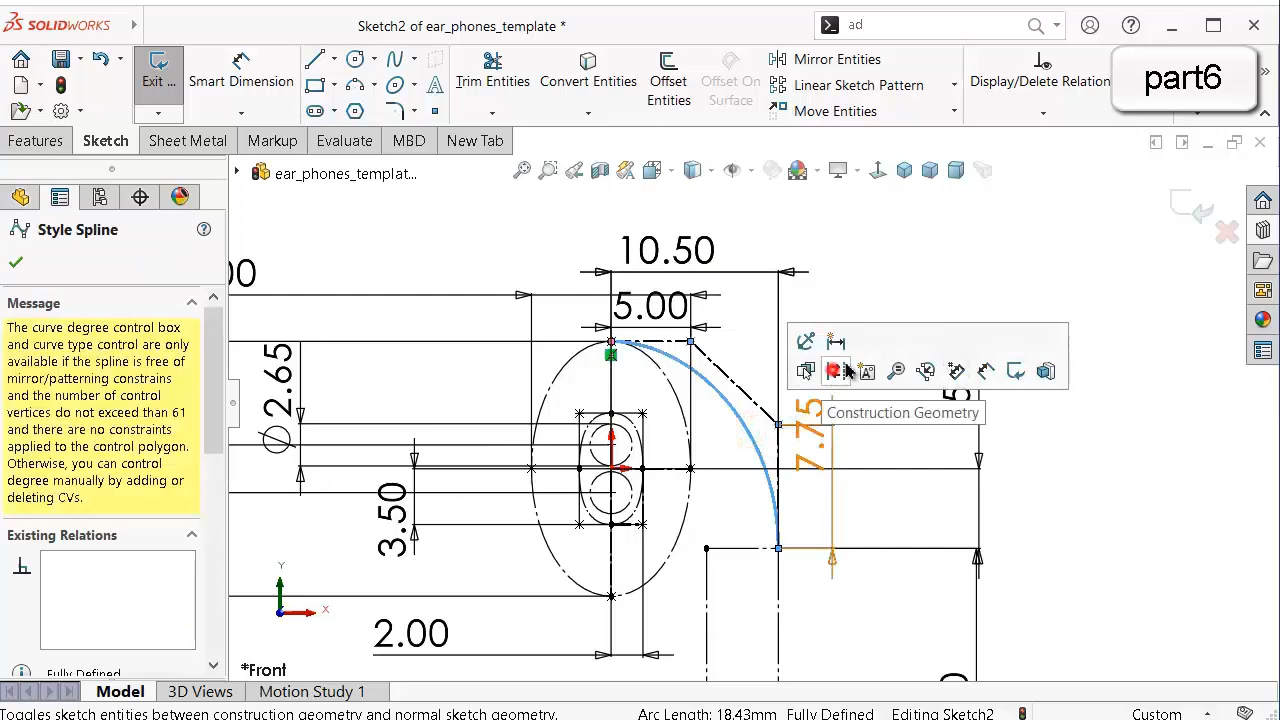 SOLIDWORKS
Sketch2 of ear_phones_template *
ad
Exit ...
Smart Dimension
Trim Entities
Convert Entities
Offset
Entities
Offset On
Surface
Mirror Entities
Linear Sketch Pattern
Move Entities
Display/Delete Relation
part6
Features
Sketch
Sheet Metal
Markup
Evaluate
MBD
New Tab
ear_phones_templat...
Style Spline
Message
The curve degree control box
and curve type control are only
available if the spline is free of
mirror/patterning constrains
and the number of control
vertices do not exceed than 61
and there are no constraints
applied to the control polygon.
Otherwise, you can control
degree manually by adding or
deleting CVs.
Existing Relations
Fully Defined
10.50
00
5.00
Ø 2.65
3.50
7.75
5
2.00
0
Construction Geometry
Y
X
*Front
Model
3D Views
Motion Study 1
Toggles sketch entities between construction geometry and normal sketch geometry.
Arc Length: 18.43mm
Fully Defined
Editing Sketch2
Custom